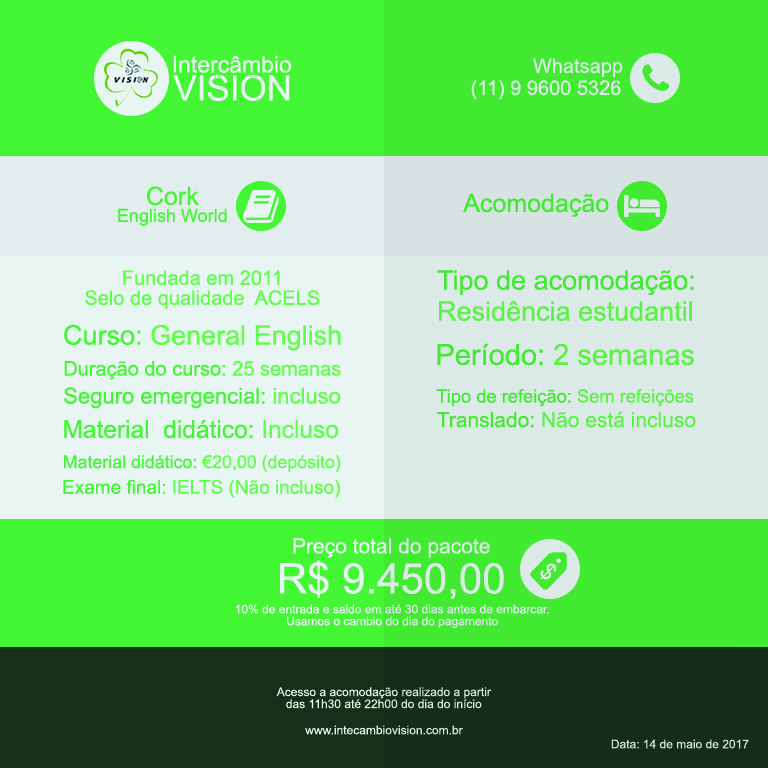 VISION
Intercâmbio
VISION
Whatsapp
(11) 9 9600 5326
Cork
English World
Acomodação
Fundada em 2011
Selo de qualidade ACELS
Curso: General English
Duração do curso: 25 semanas
Seguro emergencial: incluso
Material didático: Incluso
Material didático: €20,00 (depósito)
Exame final: IELTS (Não incluso)
Tipo de acomodação:
Residência estudantil
Período: 2 semanas
Tipo de refeição: Sem refeições
Translado: Não está incluso
Preço total do pacote
R$ 9.450,00
$
10% de entrada e saldo em até 30 dias antes de embarcar.
Usamos o cambio do dia do pagamento
Acesso a acomodação realizado a partir
das 11h30 até 22h00 do dia do início
www.intecambiovision.com.br
Data: 14 de maio de 2017